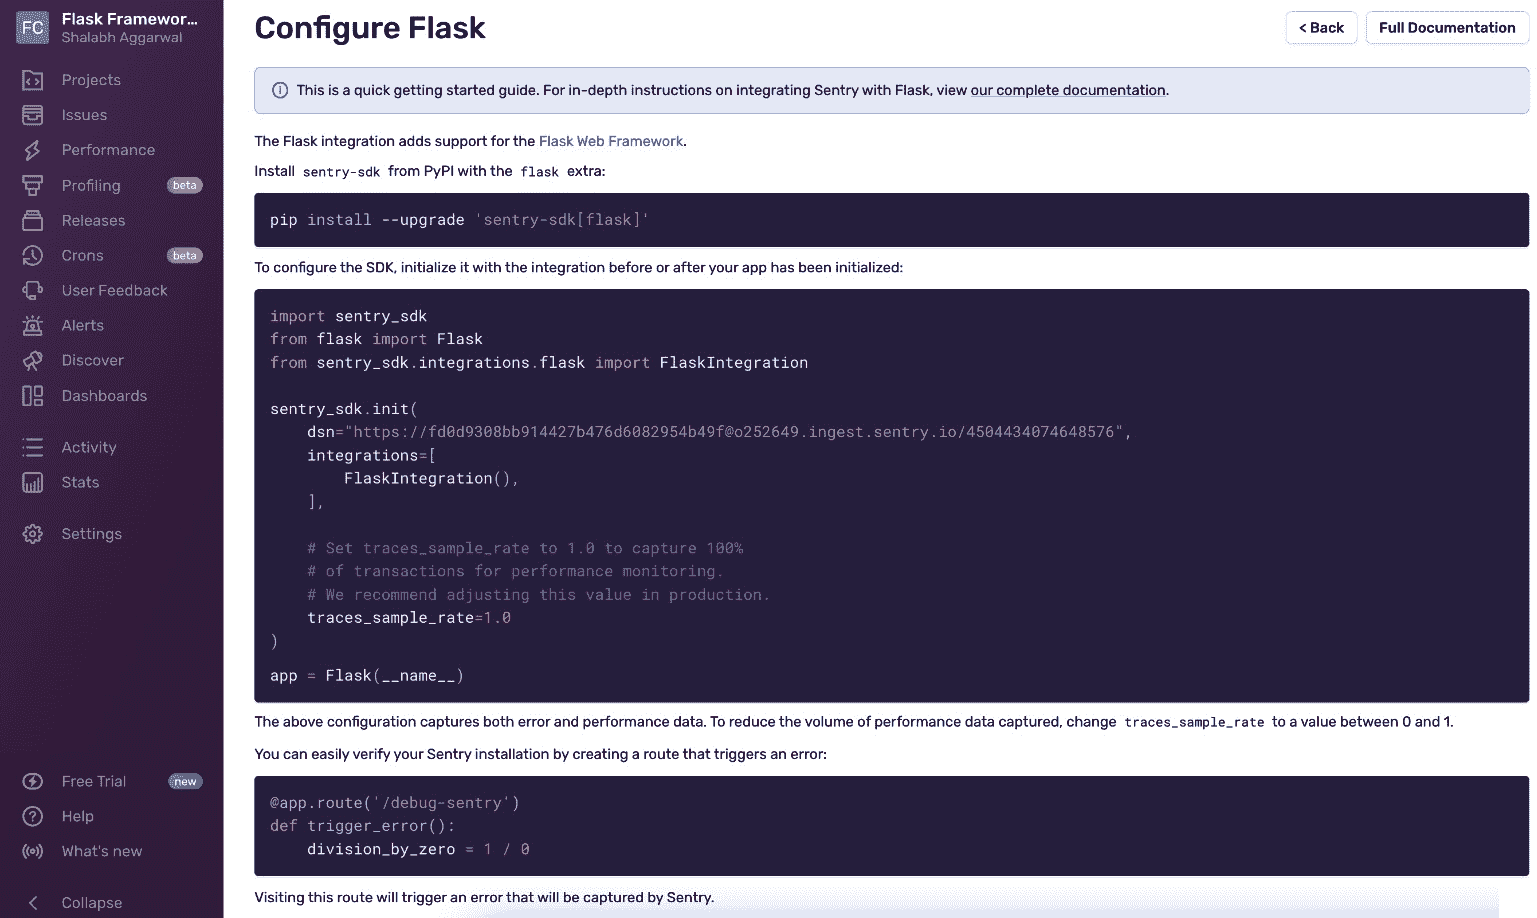 FC
Flask Framewor...
Shalabh Aggarwal
Projects
Issues
Performance
Profiling beta
Releases
Crons beta
User Feedback
Alerts
Discover
Dashboards
Activity
Stats
Settings
Free Trial new
Help
What's new
Collapse
Configure Flask
< Back
Full Documentation
This is a quick getting started guide. For in-depth instructions on integrating Sentry with Flask, view our complete documentation.
The Flask integration adds support for the Flask Web Framework.
Install sentry-sdk from PyPI with the flask extra:
pip install --upgrade 'sentry-sdk[flask]'
To configure the SDK, initialize it with the integration before or after your app has been initialized:
import sentry_sdk
from flask import Flask
from sentry_sdk.integrations.flask import FlaskIntegration
sentry_sdk.init(
dsn="https://fd0d9308bb914427b476d6082954b49f@o252649.ingest.sentry.io/4504434074648576",
integrations=[
FlaskIntegration(),
],
# Set traces_sample_rate to 1.0 to capture 100%
# of transactions for performance monitoring.
# We recommend adjusting this value in production.
traces_sample_rate=1.0
)
app = Flask(__name__)
The above configuration captures both error and performance data. To reduce the volume of performance data captured, change traces_sample_rate to a value between 0 and 1.
You can easily verify your Sentry installation by creating a route that triggers an error:
@app.route('/debug-sentry')
def trigger_error():
division_by_zero = 1 / 0
Visiting this route will trigger an error that will be captured by Sentry.